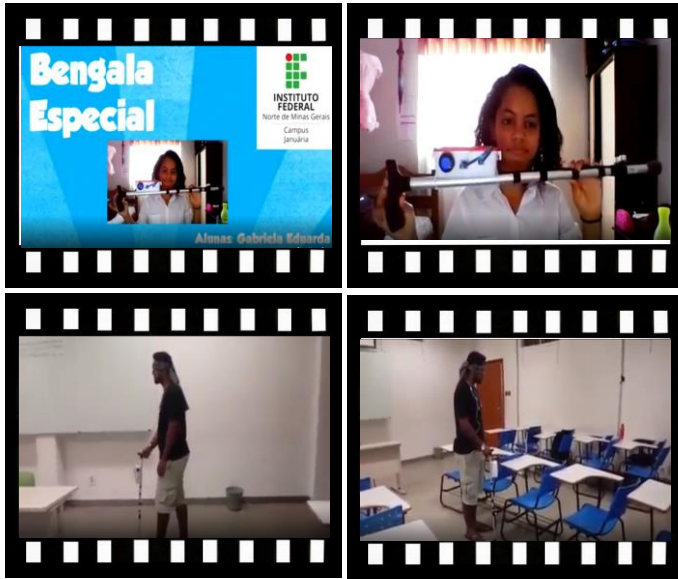 Bengala
Especial
INSTITUTO
FEDERAL
Norte de Minas Gerais
Campus
Januária
Alunas Gabriela Eduarda